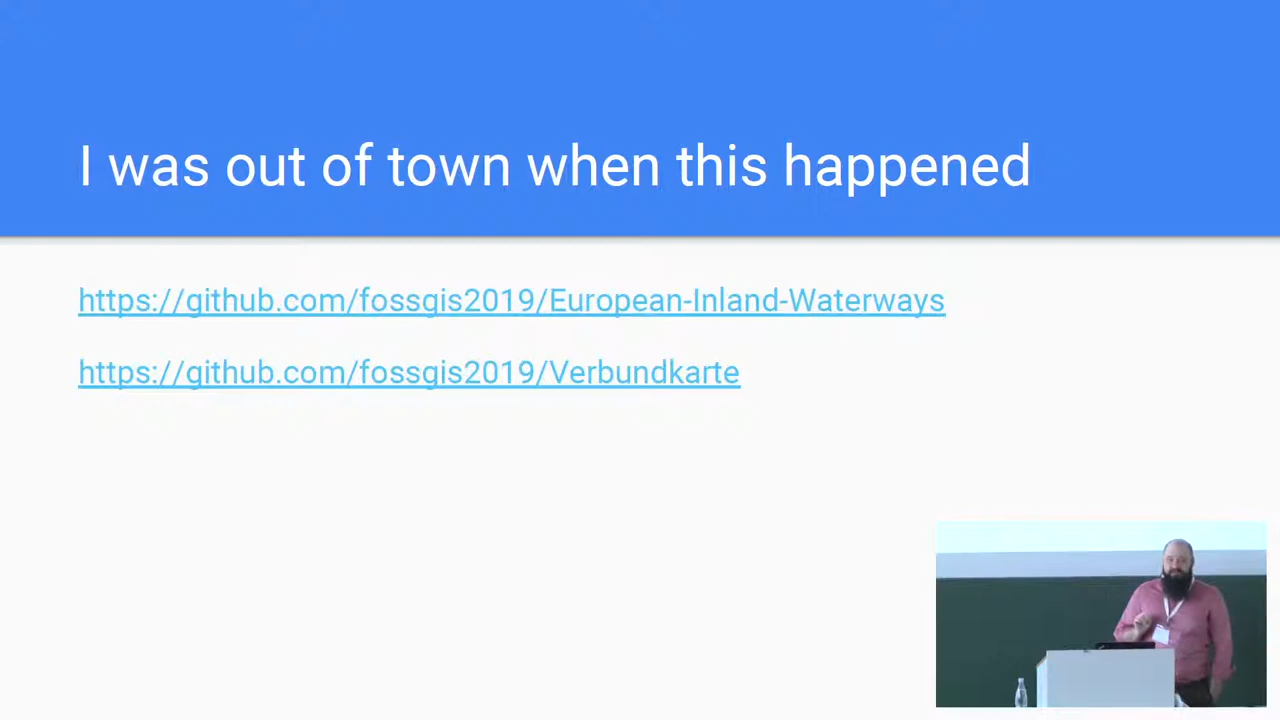 I was out of town when this happened
https://github.com/fossgis2019/European-Inland-Waterways
https://github.com/fossgis2019/Verbundkarte